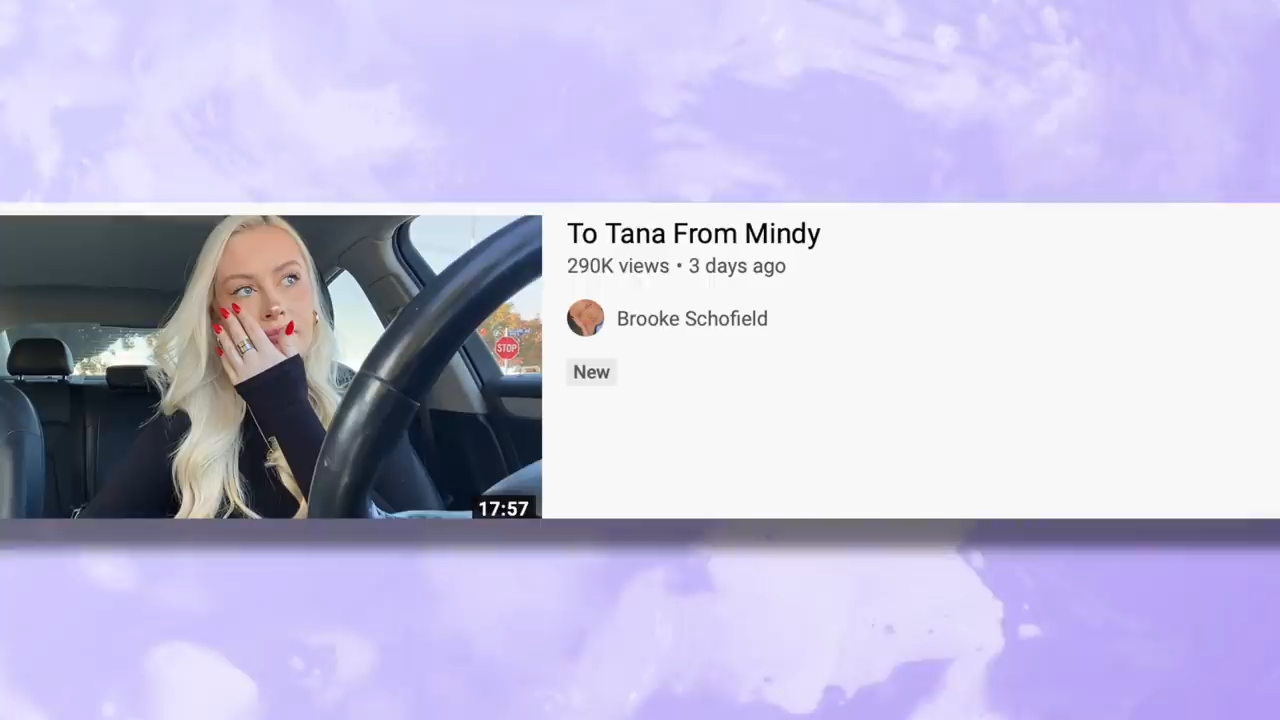 To Tana From Mindy
290K views • 3 days ago
Brooke Schofield
New
STOP
17:57